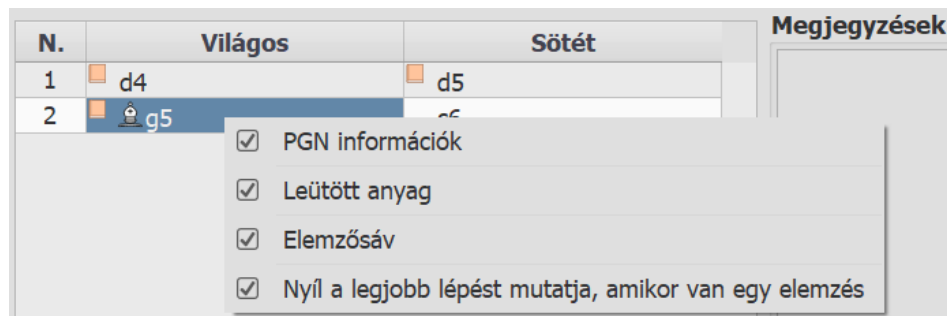 N. Világos Sötét Megjegyzések
1 d4 d5
2 g5 c6
PGN információk
Leütött anyag
Elemzősáv
Nyíl a legjobb lépést mutatja, amikor van egy elemzés